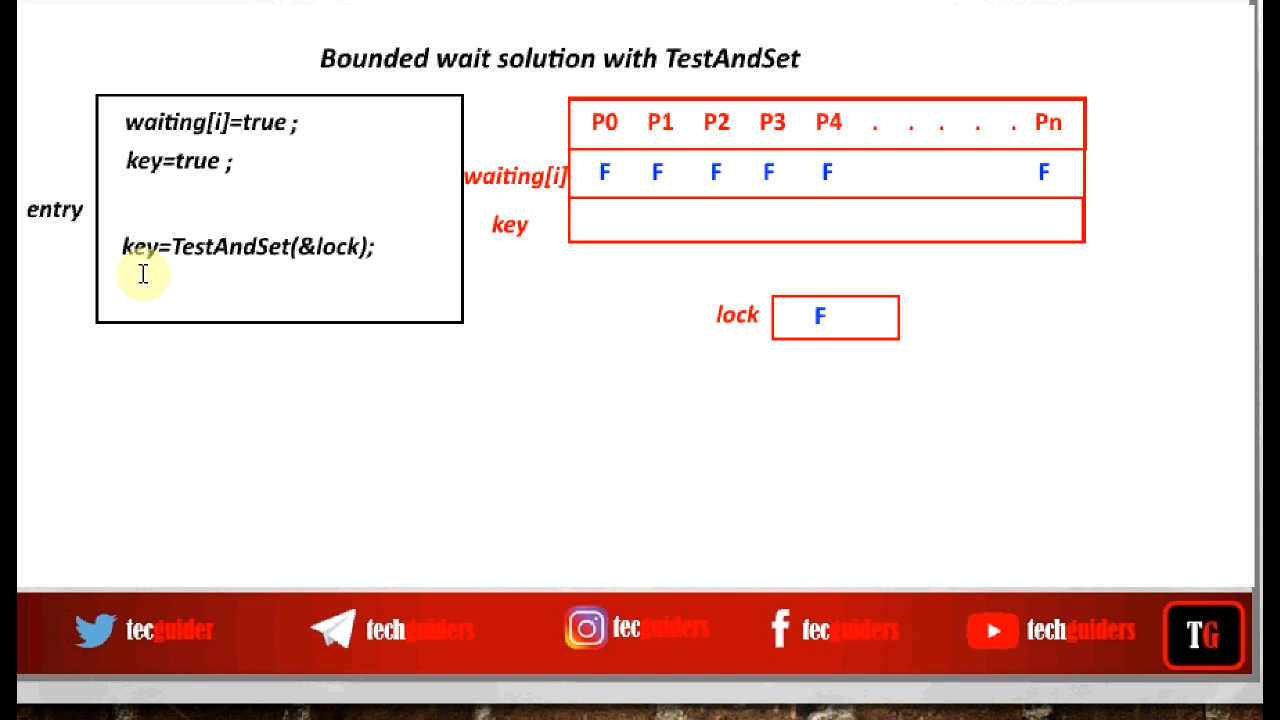 Bounded wait solution with TestAndSet
waiting[i]=true ;
key=true ;
entry
key=TestAndSet(&lock);
P0 P1 P2 P3 P4 . . . . . Pn
waiting[i] F F F F F F
key
lock F
tecguider techguiders tecguiders tecguiders techguiders TG